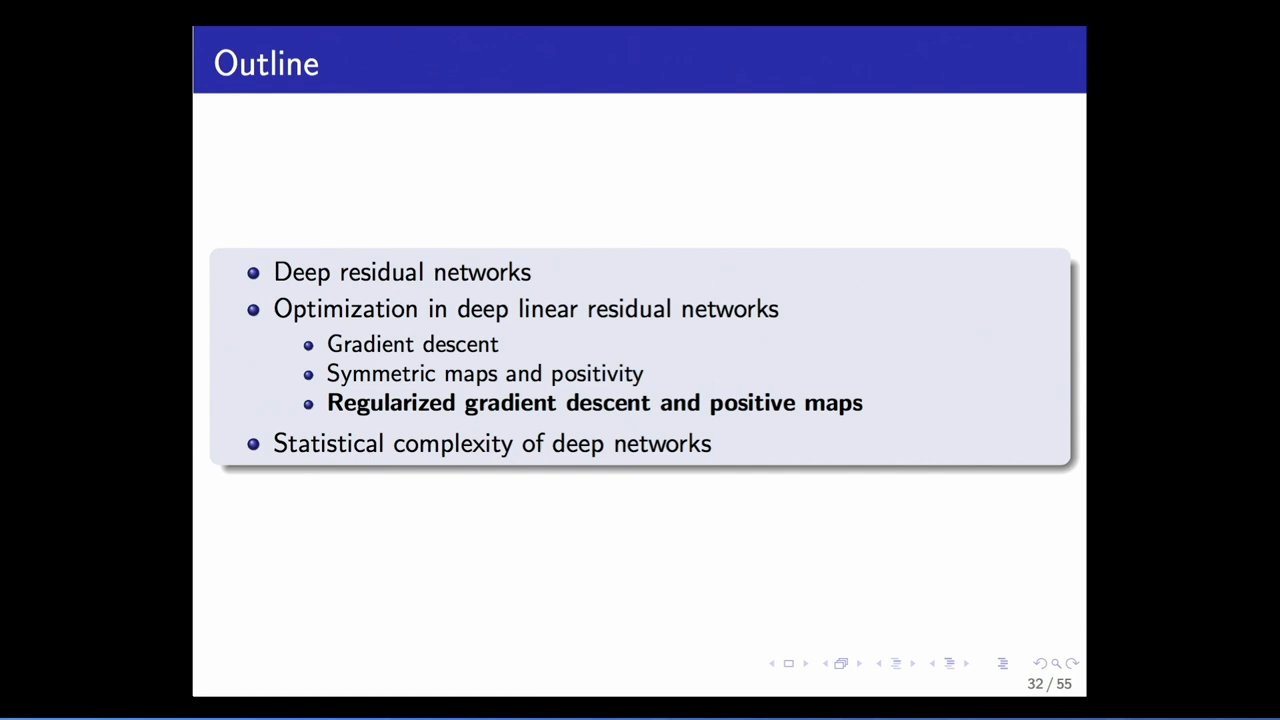 Outline
Deep residual networks
Optimization in deep linear residual networks
Gradient descent
Symmetric maps and positivity
Regularized gradient descent and positive maps
Statistical complexity of deep networks
32 / 55